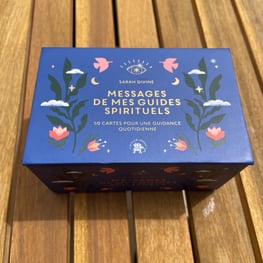 SARAH DIVINE
MESSAGES
DE MES GUIDES
SPIRITUELS
50 CARTES POUR UNE GUIDANCE
QUOTIDIENNE